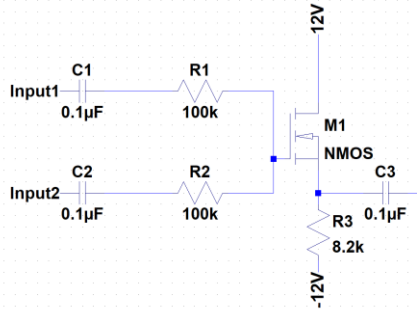 12V
C1
R1
Input1
0.1µF
100k
M1
NMOS
C2
R2
C3
Input2
0.1µF
100k
R3
0.1µF
8.2k
-12V